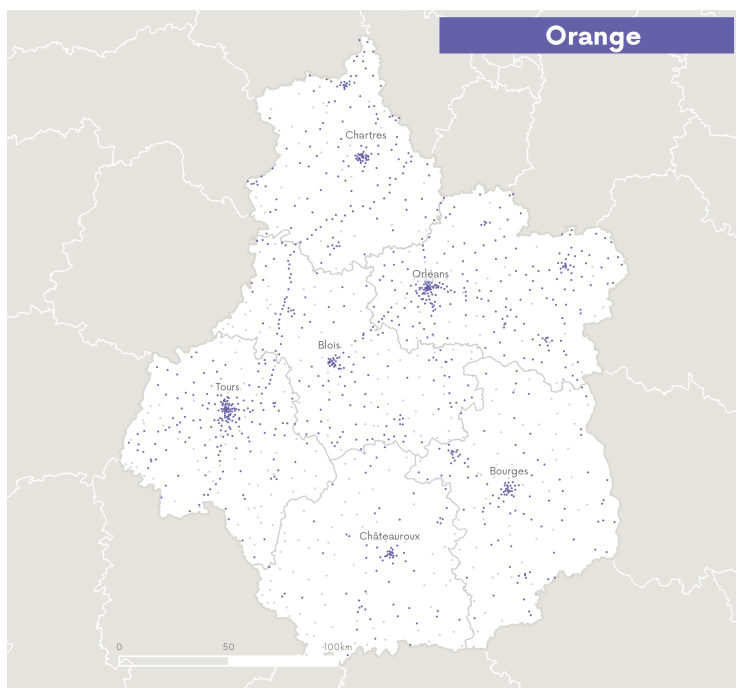 Orange
Chartres
Orléans
Blois
Tours
Bourges
Châteauroux
0 50 100km